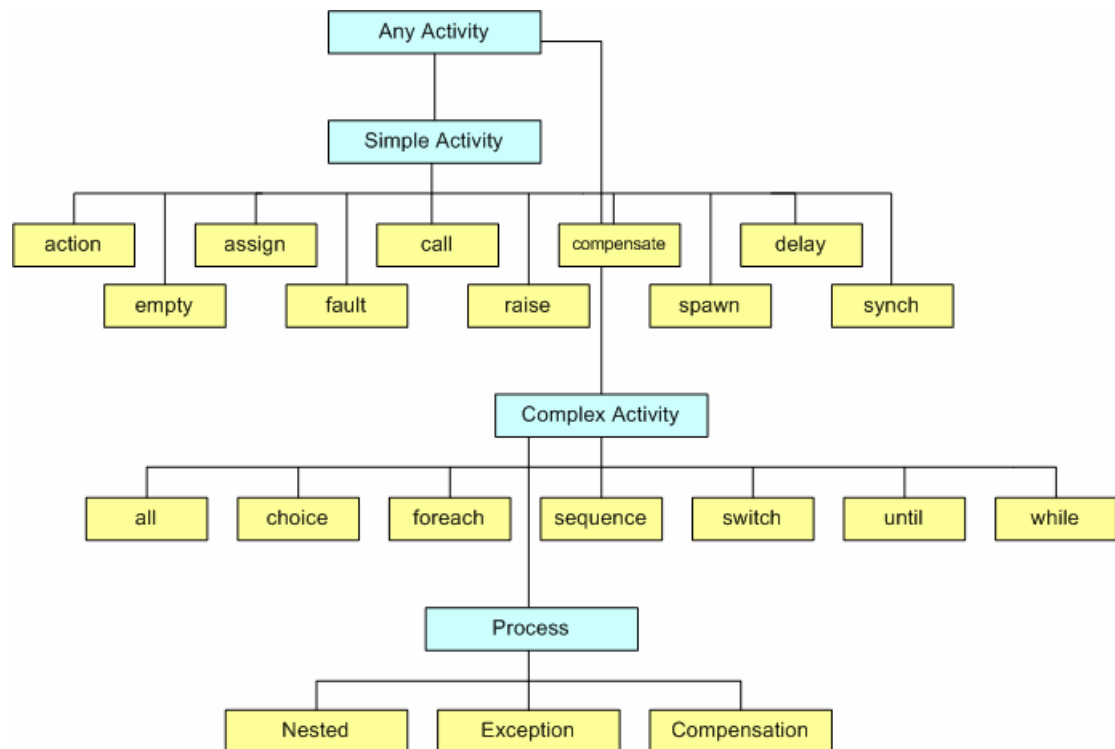 Any Activity
Simple Activity
action
assign
call
compensate
delay
empty
fault
raise
spawn
synch
Complex Activity
all
choice
foreach
sequence
switch
until
while
Process
Nested
Exception
Compensation